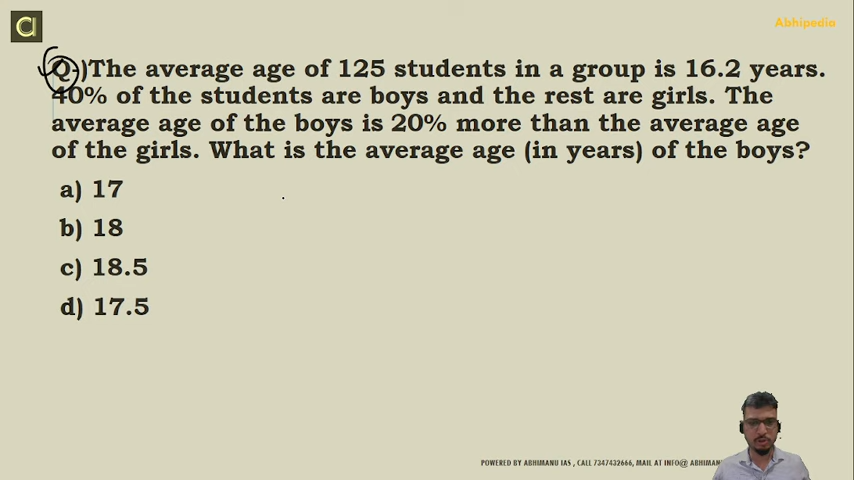 a
Abhipedia
Q-)The average age of 125 students in a group is 16.2 years.
40% of the students are boys and the rest are girls. The
average age of the boys is 20% more than the average age
of the girls. What is the average age (in years) of the boys?
a) 17
b) 18
c) 18.5
d) 17.5
POWERED BY ABHIMANU IAS , CALL 7347432666, MAIL AT INFO@